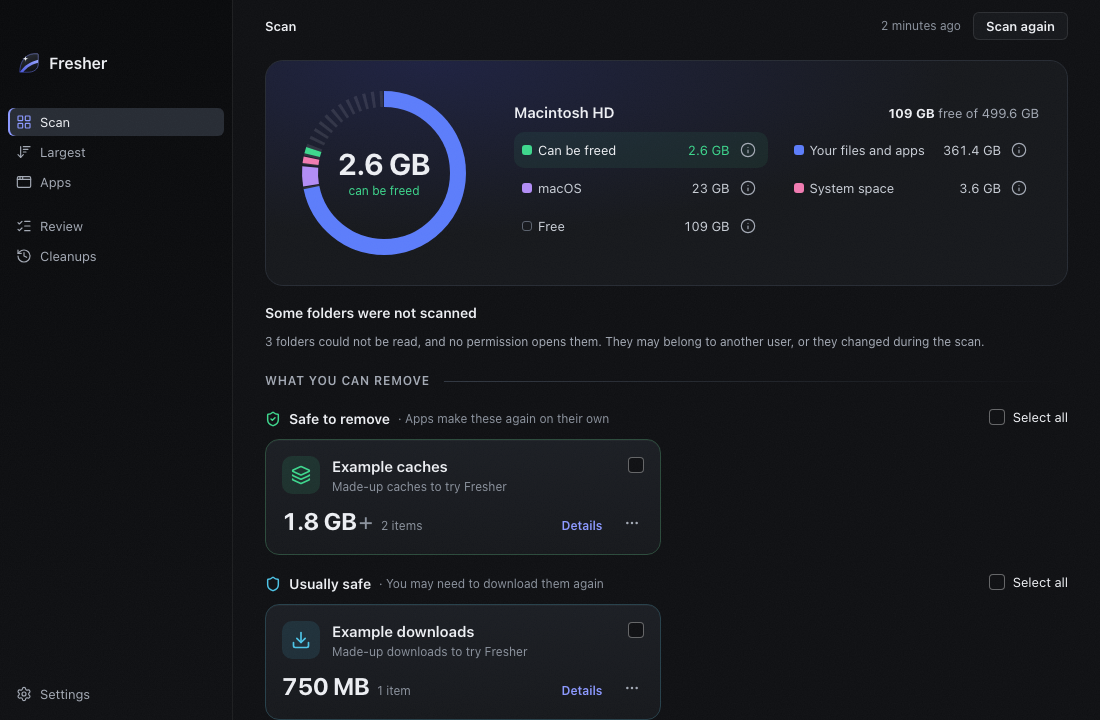 Scan
2 minutes ago
Scan again
Fresher
Scan
Largest
Apps
Review
Cleanups
Settings
2.6 GB
can be freed
Macintosh HD
109 GB free of 499.6 GB
Can be freed 2.6 GB
Your files and apps 361.4 GB
macOS 23 GB
System space 3.6 GB
Free 109 GB
Some folders were not scanned
3 folders could not be read, and no permission opens them. They may belong to another user, or they changed during the scan.
WHAT YOU CAN REMOVE
Safe to remove · Apps make these again on their own
Select all
Example caches
Made-up caches to try Fresher
1.8 GB+ 2 items
Details ···
Usually safe · You may need to download them again
Select all
Example downloads
Made-up downloads to try Fresher
750 MB 1 item
Details ···